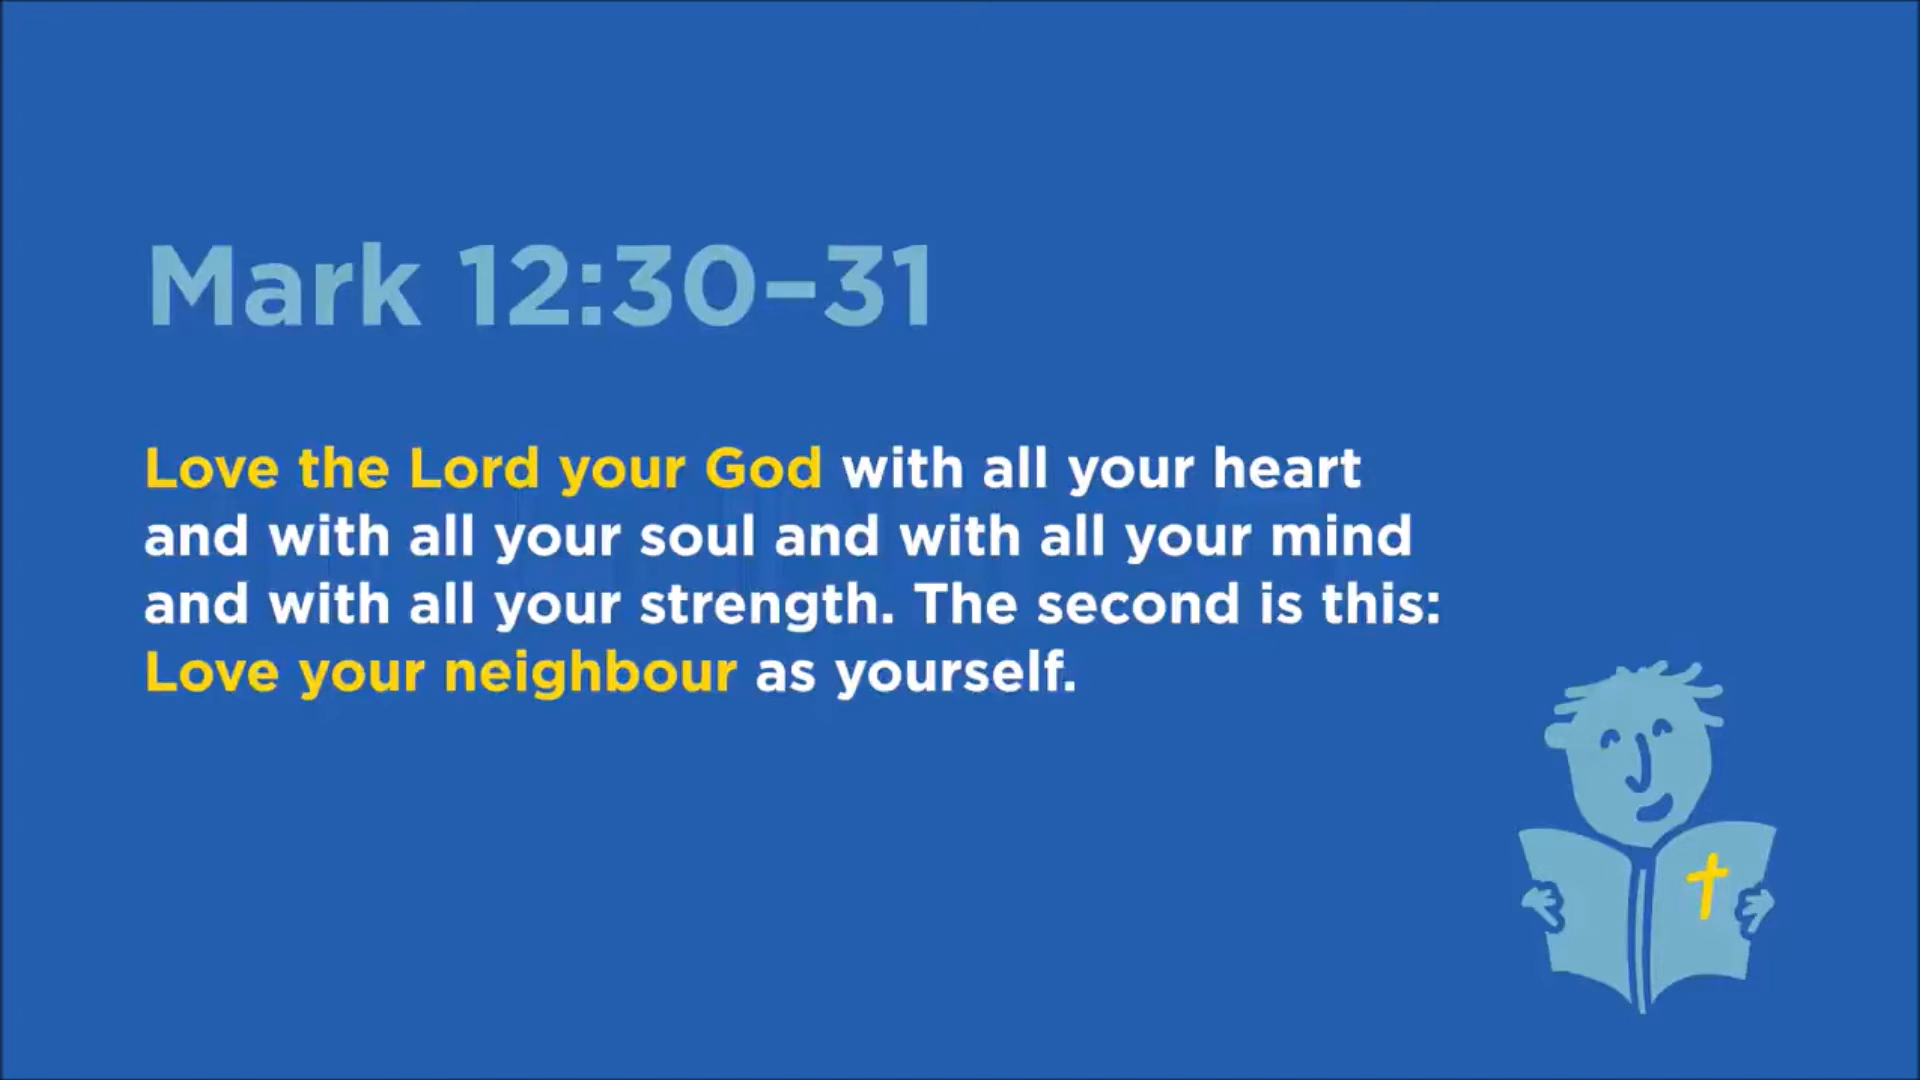 Mark 12:30–31
Love the Lord your God with all your heart
and with all your soul and with all your mind
and with all your strength. The second is this:
Love your neighbour as yourself.